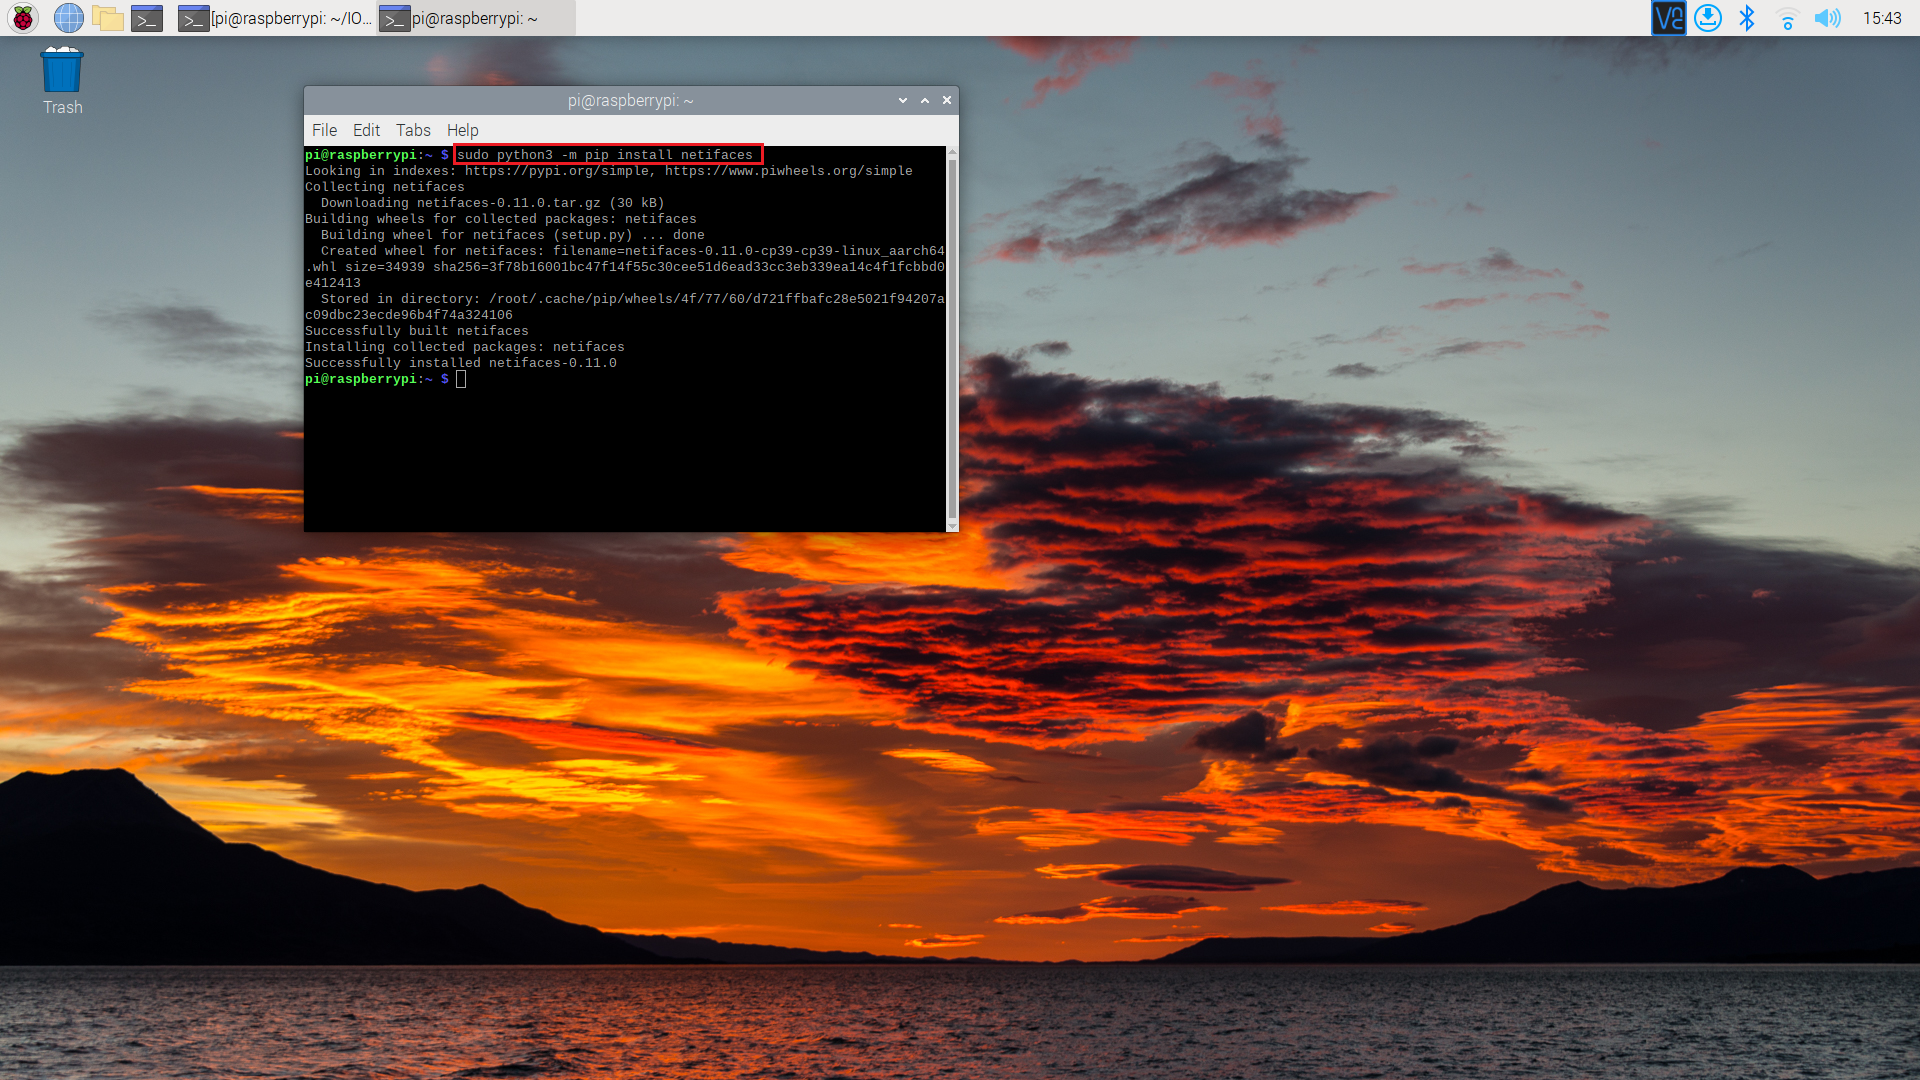 [pi@raspberrypi: ~/IO...
pi@raspberrypi: ~
15:43
Trash
pi@raspberrypi: ~
File Edit Tabs Help
pi@raspberrypi:~ $ sudo python3 -m pip install netifaces
Looking in indexes: https://pypi.org/simple, https://www.piwheels.org/simple
Collecting netifaces
  Downloading netifaces-0.11.0.tar.gz (30 kB)
Building wheels for collected packages: netifaces
  Building wheel for netifaces (setup.py) ... done
  Created wheel for netifaces: filename=netifaces-0.11.0-cp39-cp39-linux_aarch64
.whl size=34939 sha256=3f78b16001bc47f14f55c30cee51d6ead33cc3eb339ea14c4f1fcbbd0
e412413
  Stored in directory: /root/.cache/pip/wheels/4f/77/60/d721ffbafc28e5021f94207a
c09dbc23ecde96b4f74a324106
Successfully built netifaces
Installing collected packages: netifaces
Successfully installed netifaces-0.11.0
pi@raspberrypi:~ $